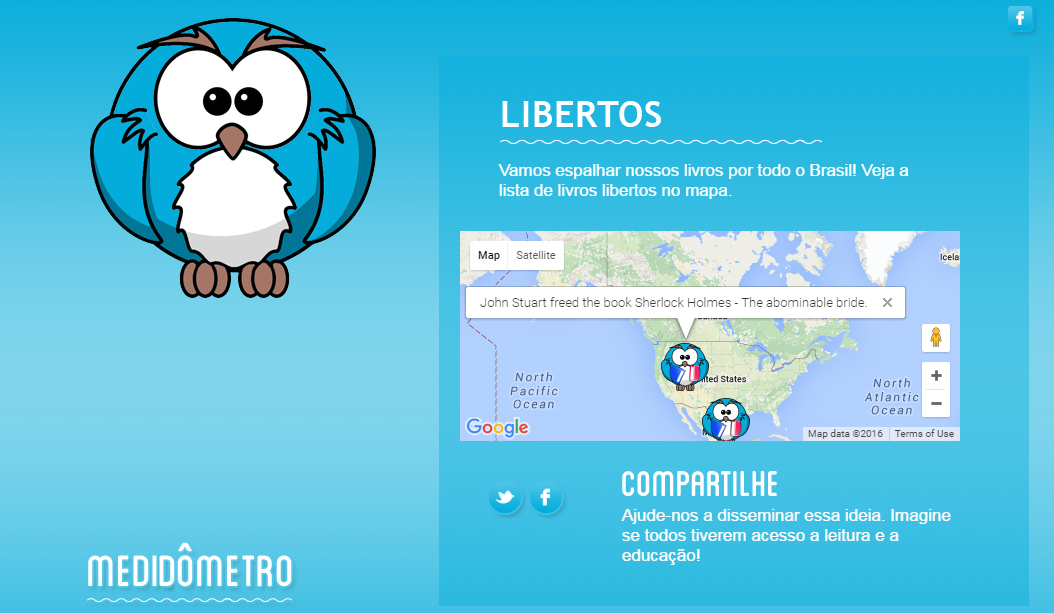 LIBERTOS
Vamos espalhar nossos livros por todo o Brasil! Veja a
lista de livros libertos no mapa.
Map Satellite
John Stuart freed the book Sherlock Holmes - The abominable bride.
North
Pacific
Ocean
United States
North
Atlantic
Ocean
Google
Map data ©2016 Terms of Use
COMPARTILHE
Ajude-nos a disseminar essa ideia. Imagine
se todos tiverem acesso a leitura e a
educação!
MEDIDÔMETRO